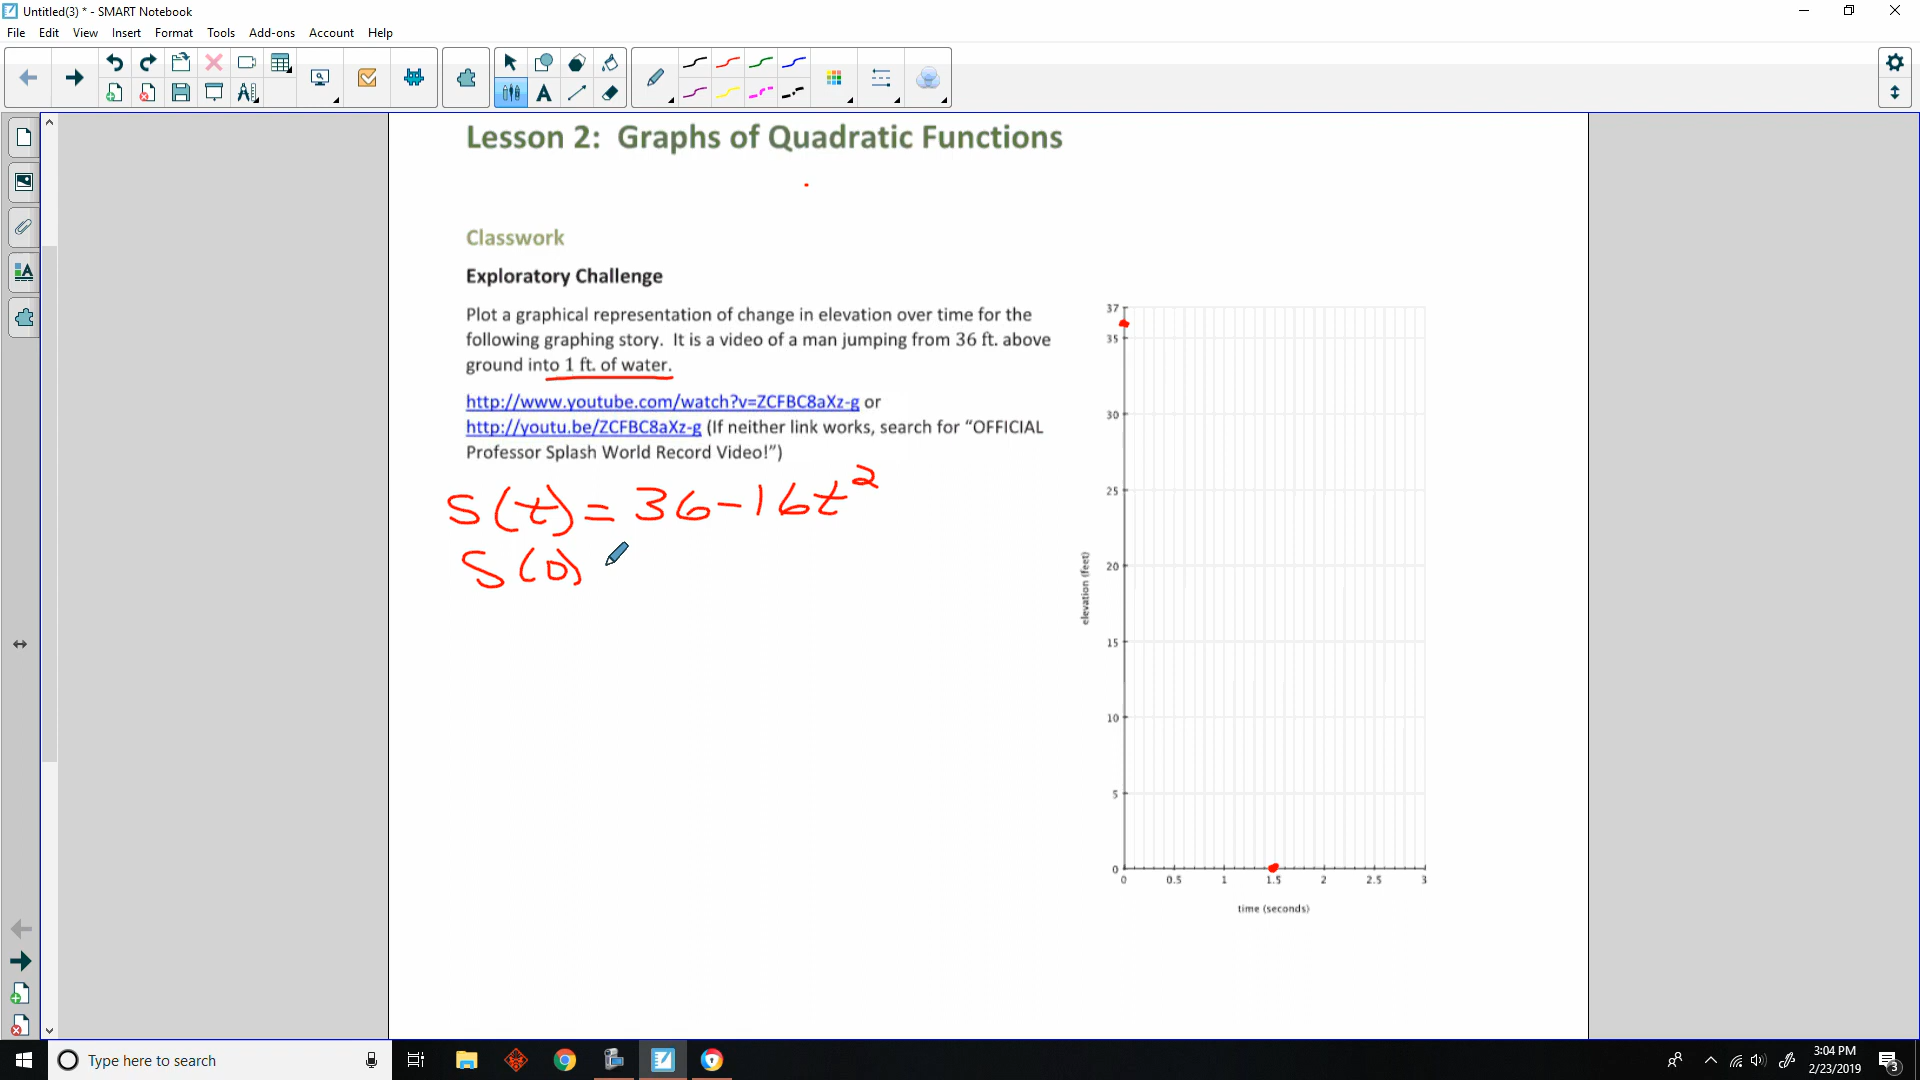 Untitled(3) * - SMART Notebook
File Edit View Insert Format Tools Add-ons Account Help
Lesson 2: Graphs of Quadratic Functions
Classwork
Exploratory Challenge
Plot a graphical representation of change in elevation over time for the
following graphing story. It is a video of a man jumping from 36 ft. above
ground into 1 ft. of water.
http://www.youtube.com/watch?v=ZCFBC8aXz-g or
http://youtu.be/ZCFBC8aXz-g (If neither link works, search for “OFFICIAL
Professor Splash World Record Video!”)
S(t) = 36-16t²
S(0)
37
35
30
25
20
15
10
5
0
elevation (feet)
0 0.5 1 1.5 2 2.5 3
time (seconds)
Type here to search
3:04 PM
2/23/2019
3